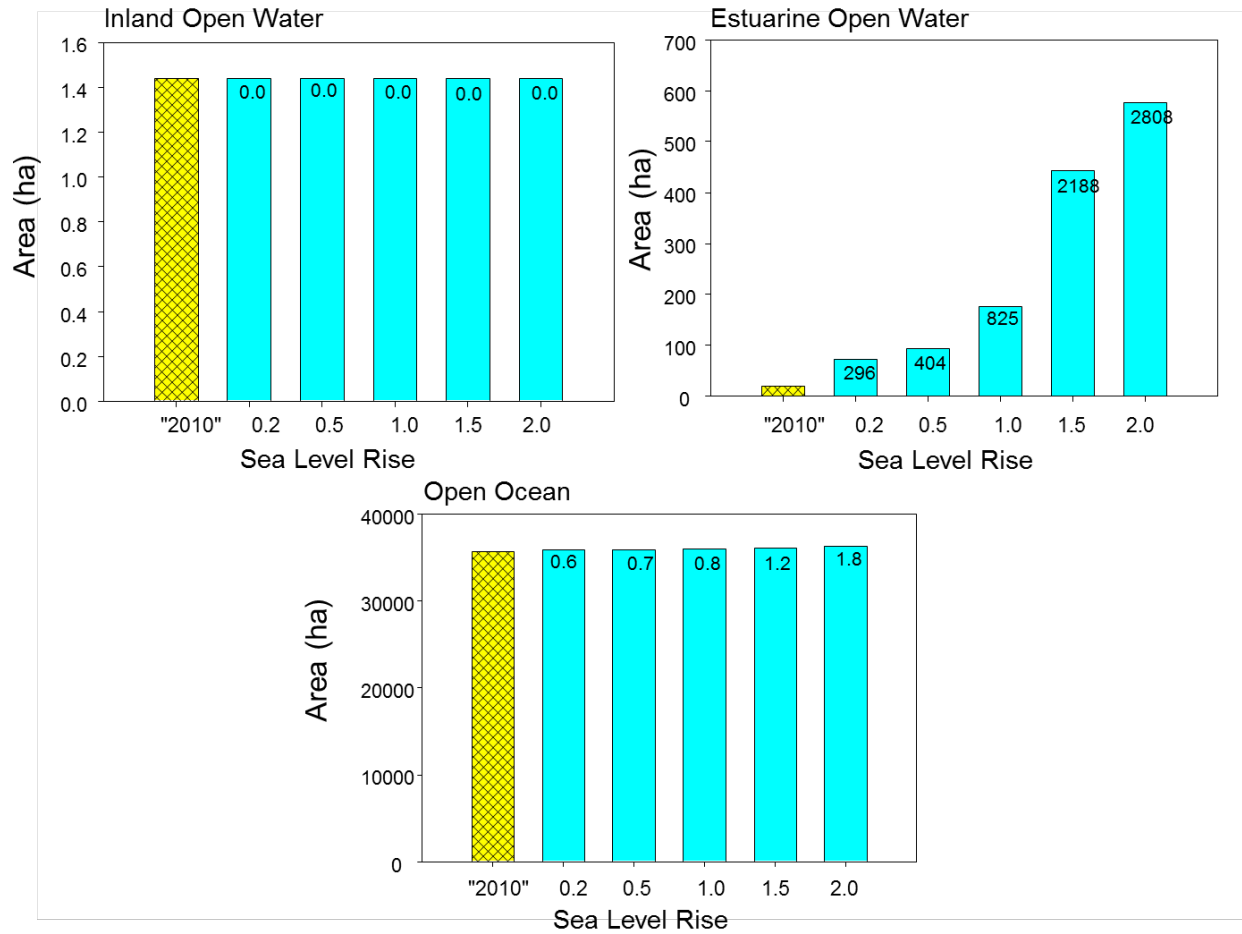 Inland Open Water
1.6
1.4
1.2
1.0
0.8
0.6
0.4
0.2
0.0
Area (ha)
0.0 0.0 0.0 0.0 0.0
"2010" 0.2 0.5 1.0 1.5 2.0
Sea Level Rise
Estuarine Open Water
700
600
500
400
300
200
100
0
Area (ha)
296 404 825 2188 2808
"2010" 0.2 0.5 1.0 1.5 2.0
Sea Level Rise
Open Ocean
40000
30000
20000
10000
0
Area (ha)
0.6 0.7 0.8 1.2 1.8
"2010" 0.2 0.5 1.0 1.5 2.0
Sea Level Rise